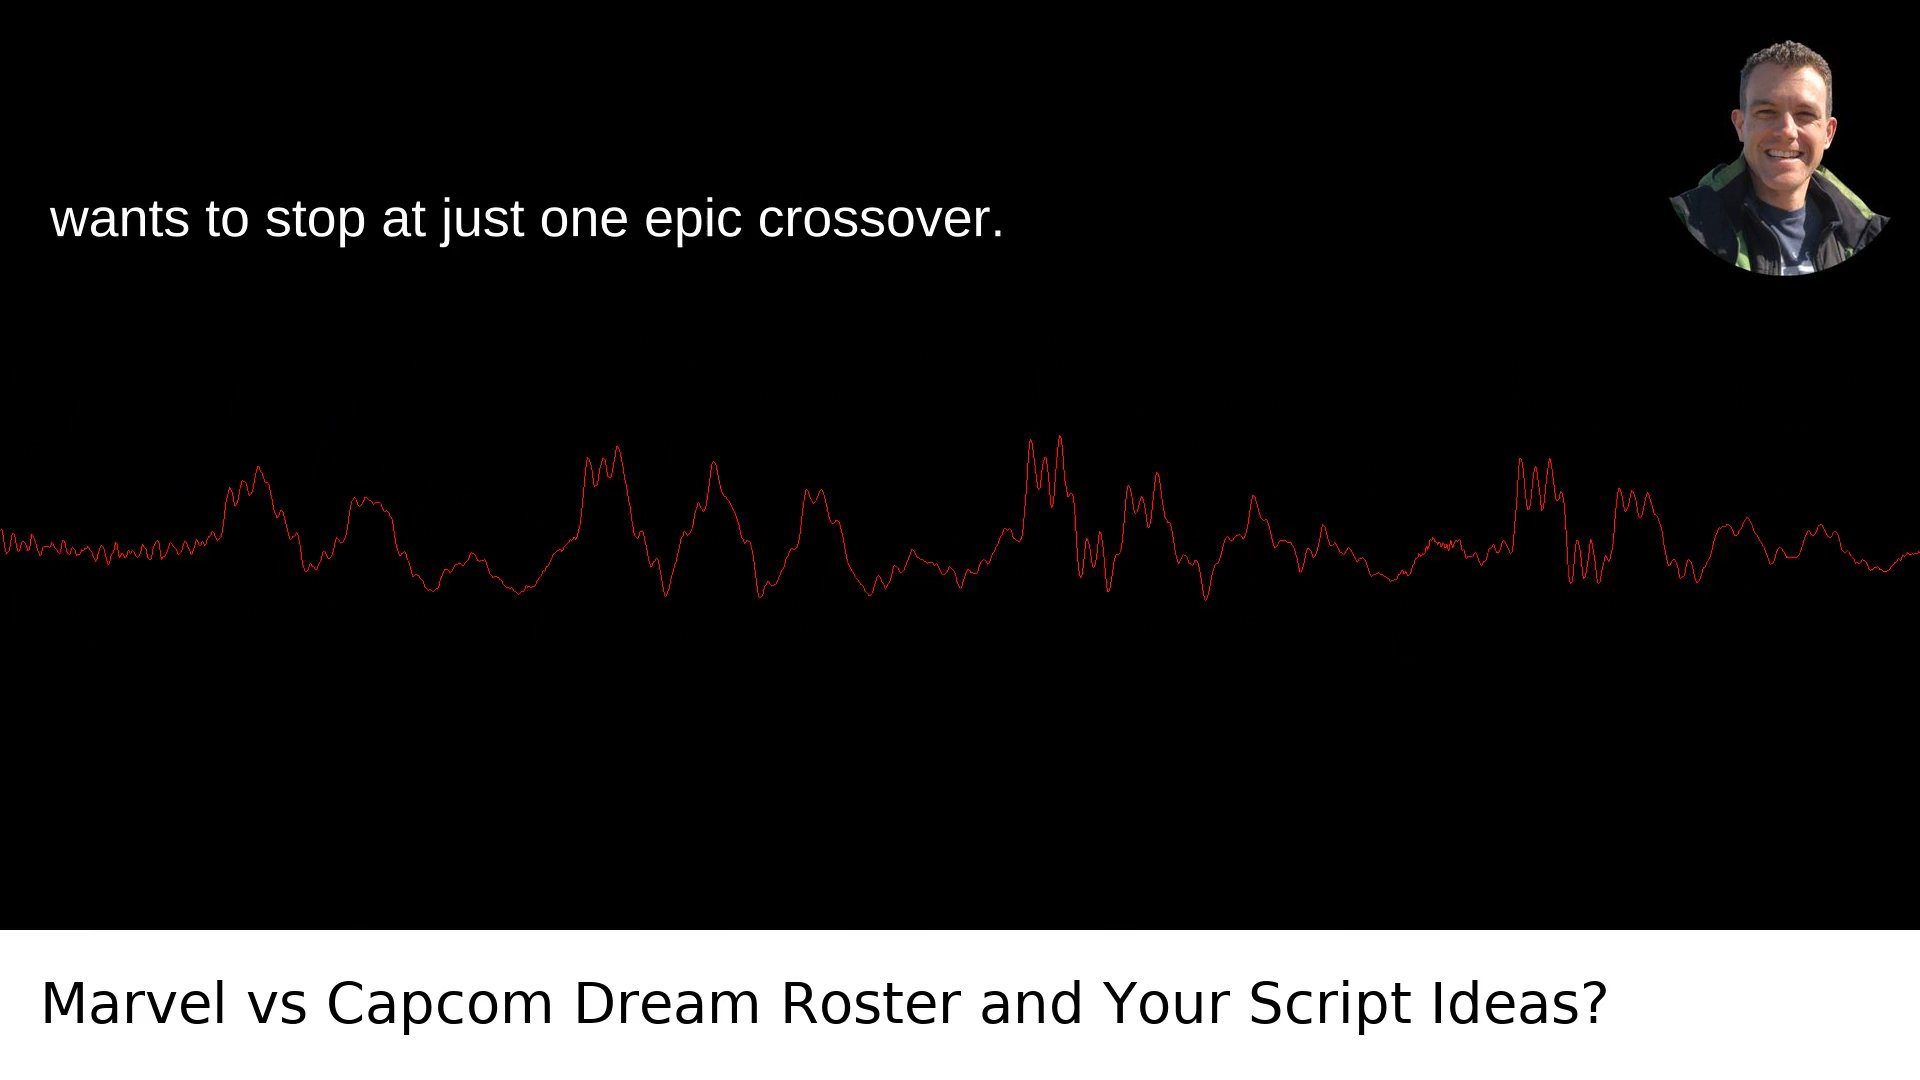 wants to stop at just one epic crossover.
Marvel vs Capcom Dream Roster and Your Script Ideas?